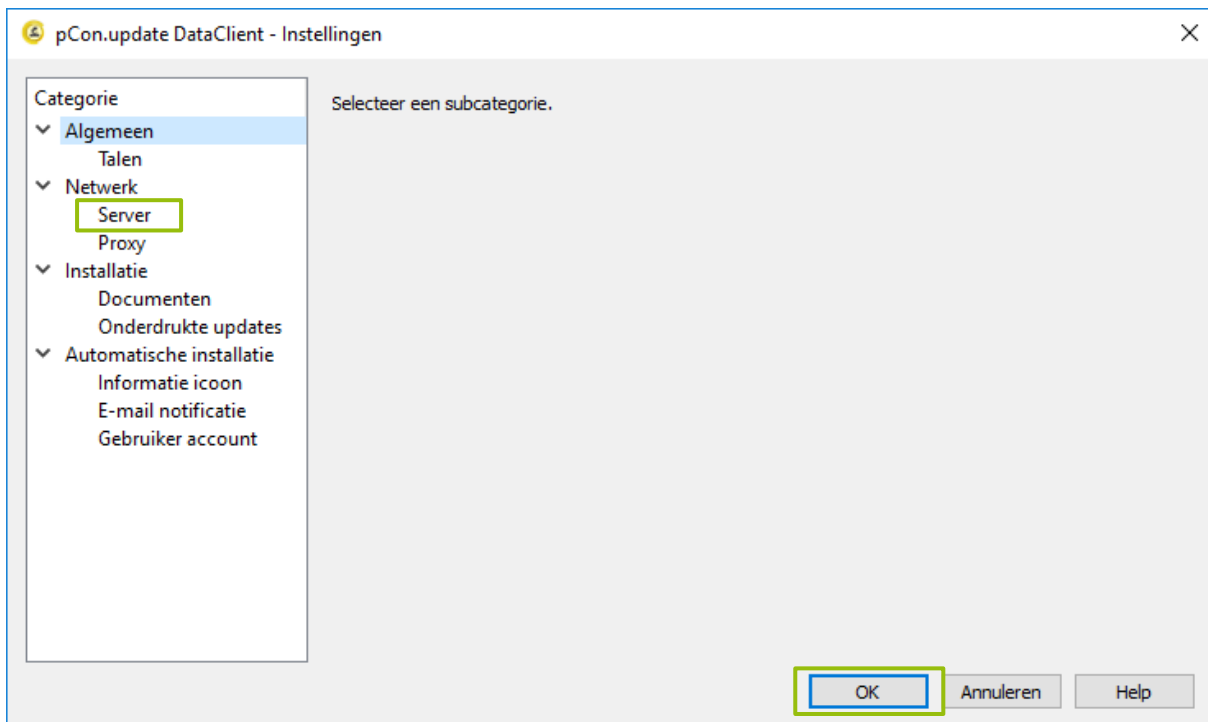 pCon.update DataClient - Instellingen
Categorie
Algemeen
Talen
Netwerk
Server
Proxy
Installatie
Documenten
Onderdrukte updates
Automatische installatie
Informatie icoon
E-mail notificatie
Gebruiker account
Selecteer een subcategorie.
OK Annuleren Help